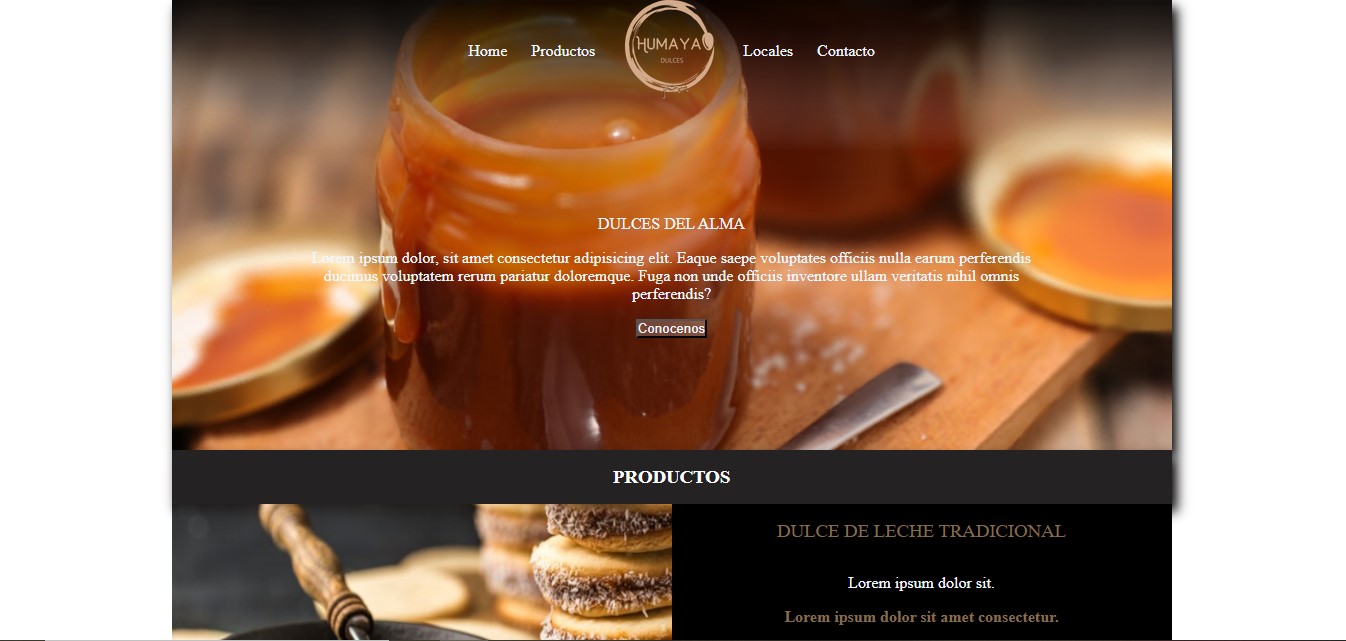 Home Productos HUMAYA Locales Contacto
DULCES
DULCES DEL ALMA
Lorem ipsum dolor, sit amet consectetur adipisicing elit. Eaque saepe voluptates officiis nulla earum perferendis
ducimus voluptatem rerum pariatur doloremque. Fuga non unde officiis inventore ullam veritatis nihil omnis
perferendis?
Conocenos
PRODUCTOS
DULCE DE LECHE TRADICIONAL
Lorem ipsum dolor sit.
Lorem ipsum dolor sit amet consectetur.